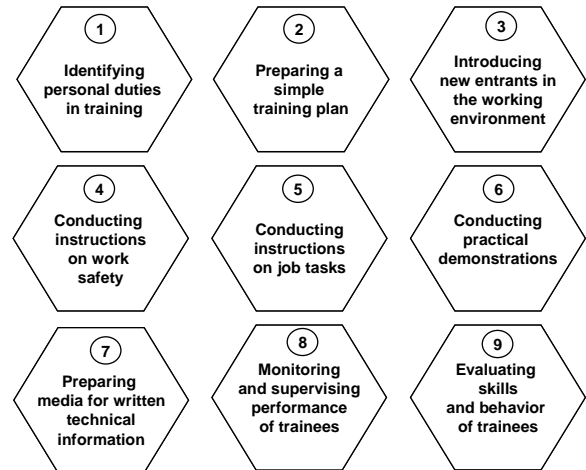 1
Identifying
personal duties
in training
2
Preparing a
simple
training plan
3
Introducing
new entrants in
the working
environment
4
Conducting
instructions
on work
safety
5
Conducting
instructions
on job tasks
6
Conducting
practical
demonstrations
7
Preparing
media for written
technical
information
8
Monitoring
and supervising
performance
of trainees
9
Evaluating
skills
and behavior
of trainees